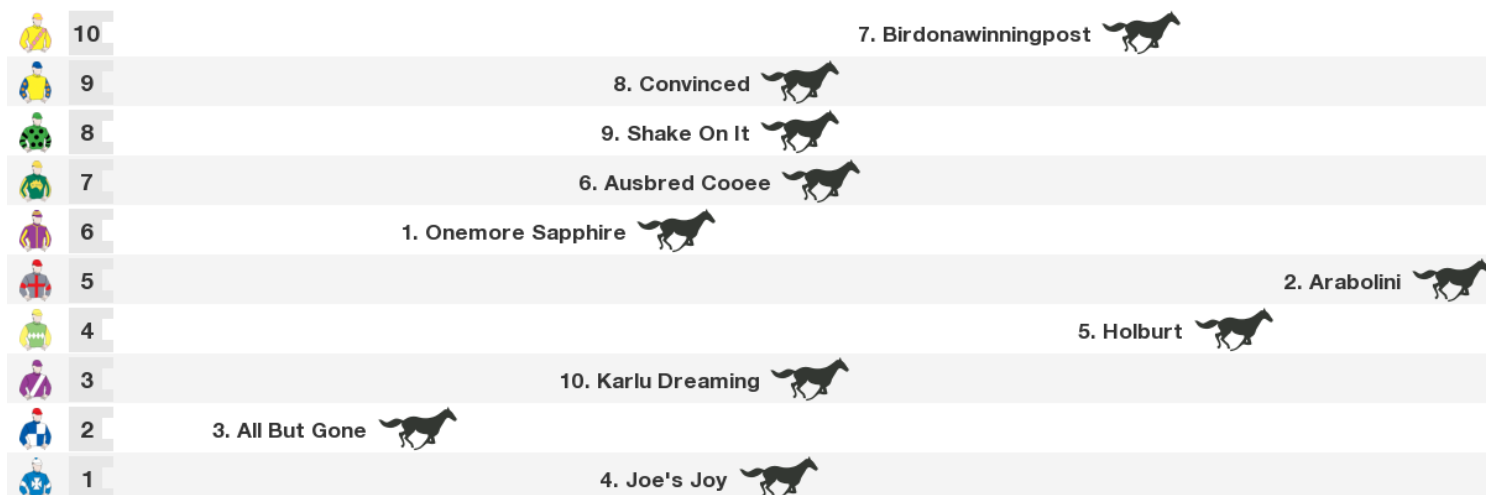 10 7. Birdonawinningpost
9 8. Convinced
8 9. Shake On It
7 6. Ausbred Cooee
6 1. Onemore Sapphire
5 2. Arabolini
4 5. Holburt
3 10. Karlu Dreaming
2 3. All But Gone
1 4. Joe's Joy